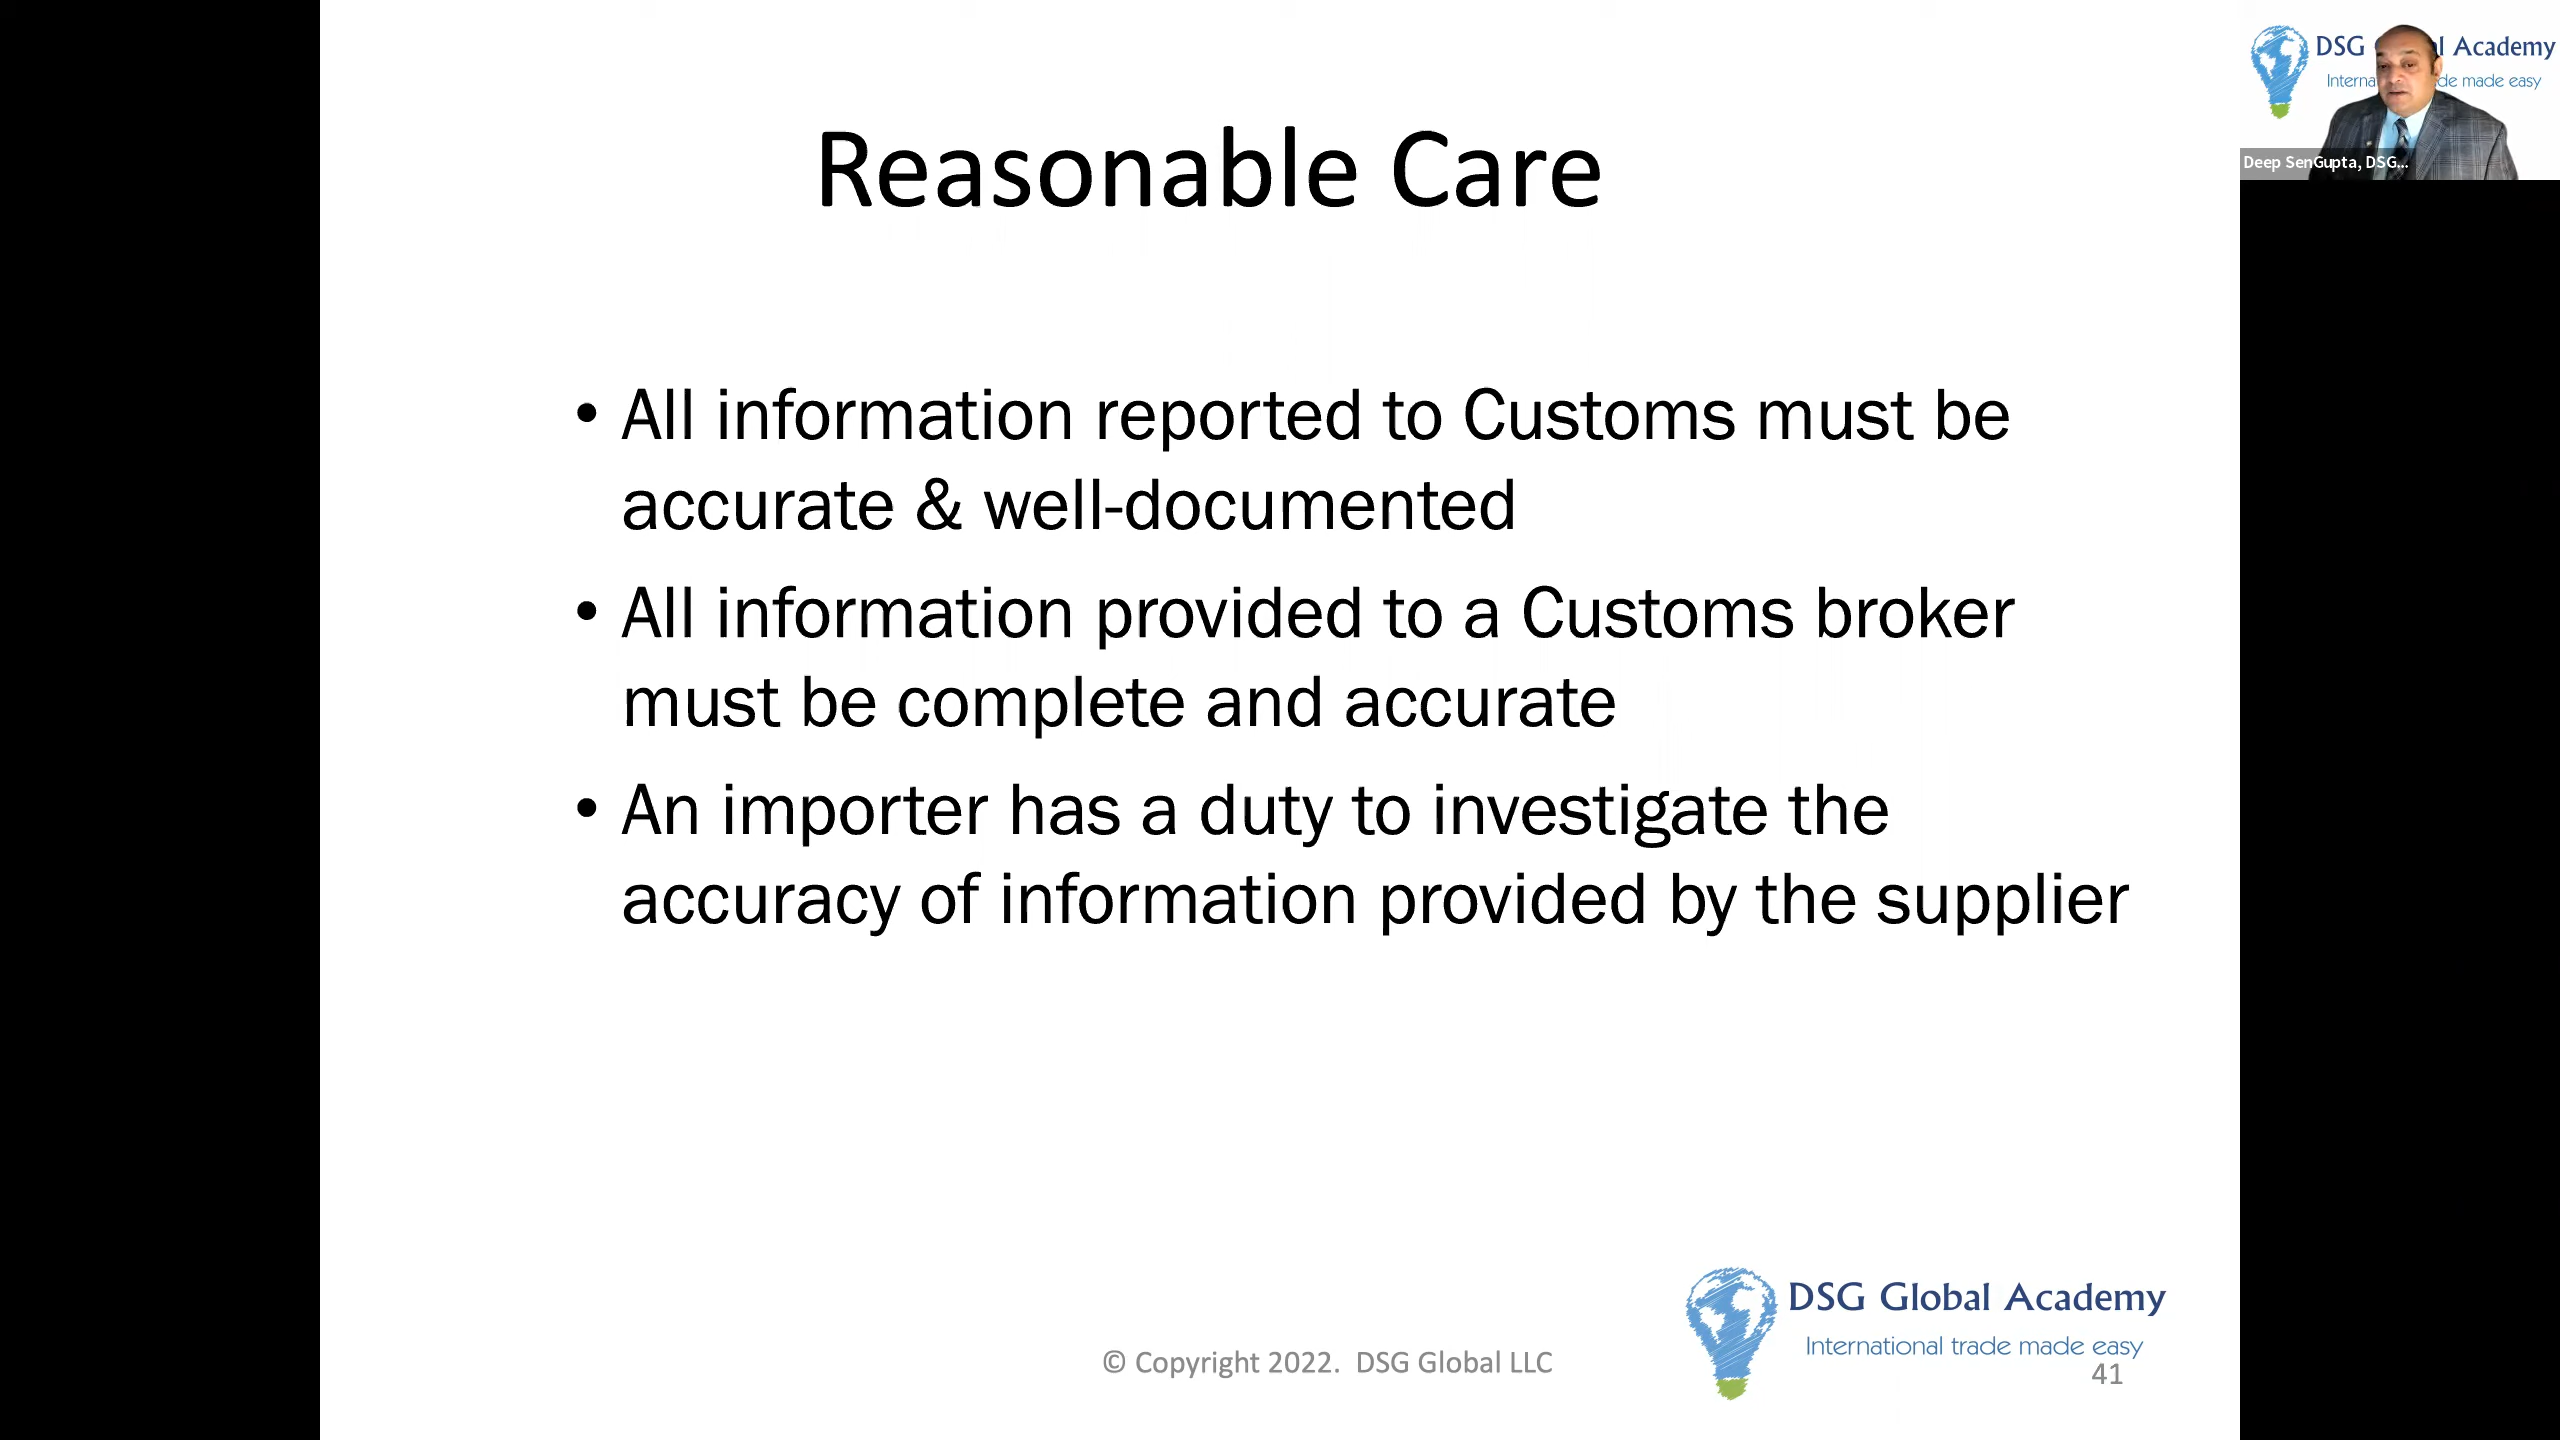 Reasonable Care
• All information reported to Customs must be
accurate & well-documented
• All information provided to a Customs broker
must be complete and accurate
• An importer has a duty to investigate the
accuracy of information provided by the supplier
© Copyright 2022. DSG Global LLC
DSG Global Academy
International trade made easy
41
DSG l Academy
Interna de made easy
Deep SenGupta, DSG...